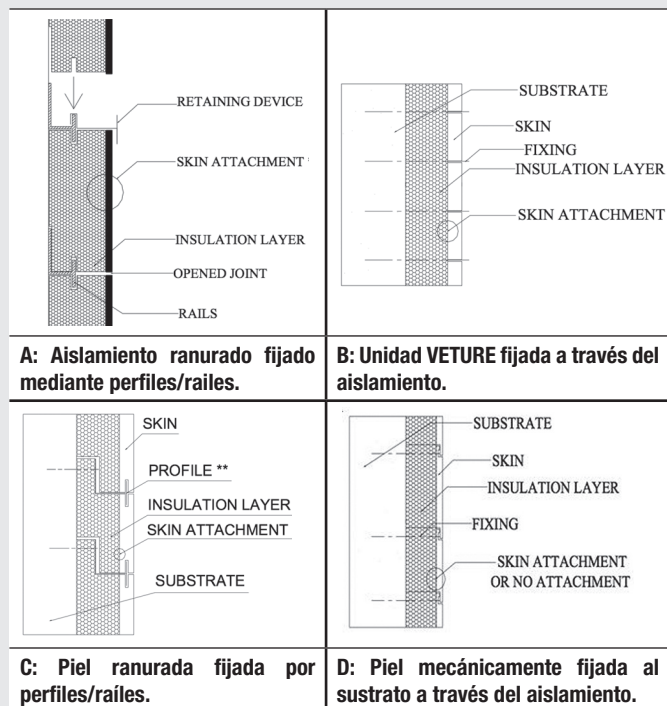 RETAINING DEVICE
SKIN ATTACHMENT
INSULATION LAYER
OPENED JOINT
RAILS
SUBSTRATE
SKIN
FIXING
INSULATION LAYER
SKIN ATTACHMENT
A: Aislamiento ranurado fijado
mediante perfiles/railes.
B: Unidad VETURE fijada a través del
aislamiento.
SKIN
PROFILE **
INSULATION LAYER
SKIN ATTACHMENT
SUBSTRATE
SUBSTRATE
SKIN
INSULATION LAYER
FIXING
SKIN ATTACHMENT
OR NO ATTACHMENT
C: Piel ranurada fijada por
perfiles/raíles.
D: Piel mecánicamente fijada al
sustrato a través del aislamiento.